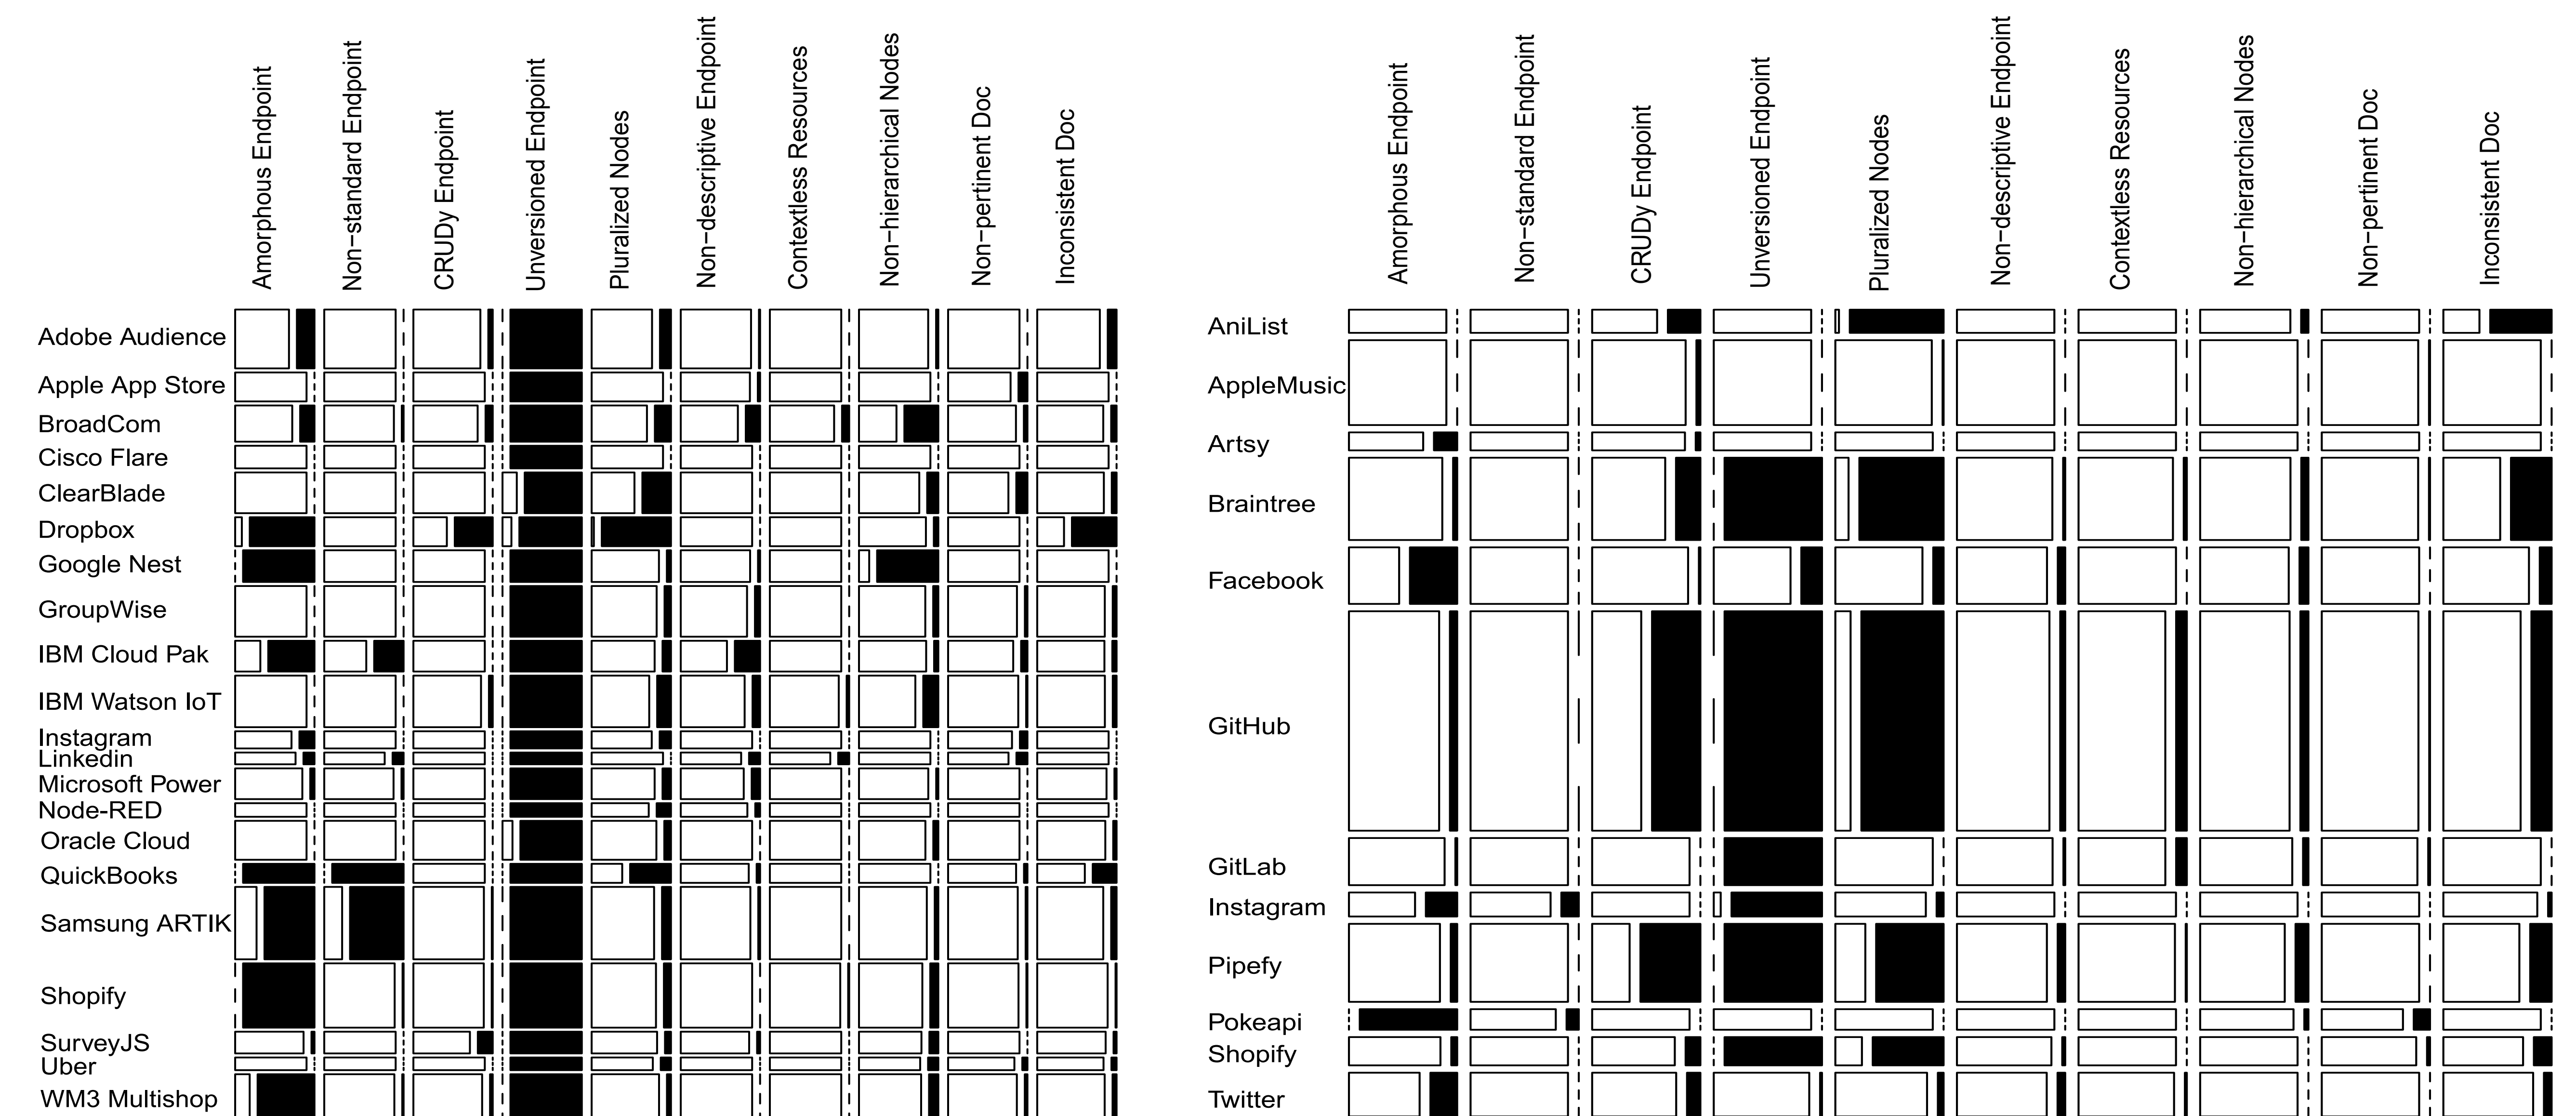 Amorphous Endpoint
Non−standard Endpoint
CRUDy Endpoint
Unversioned Endpoint
Pluralized Nodes
Non−descriptive Endpoint
Contextless Resources
Non−hierarchical Nodes
Non−pertinent Doc
Inconsistent Doc
Adobe Audience
Apple App Store
BroadCom
Cisco Flare
ClearBlade
Dropbox
Google Nest
GroupWise
IBM Cloud Pak
IBM Watson IoT
Instagram
Linkedin
Microsoft Power
Node-RED
Oracle Cloud
QuickBooks
Samsung ARTIK
Shopify
SurveyJS
Uber
WM3 Multishop
Amorphous Endpoint
Non−standard Endpoint
CRUDy Endpoint
Unversioned Endpoint
Pluralized Nodes
Non−descriptive Endpoint
Contextless Resources
Non−hierarchical Nodes
Non−pertinent Doc
Inconsistent Doc
AniList
AppleMusic
Artsy
Braintree
Facebook
GitHub
GitLab
Instagram
Pipefy
Pokeapi
Shopify
Twitter